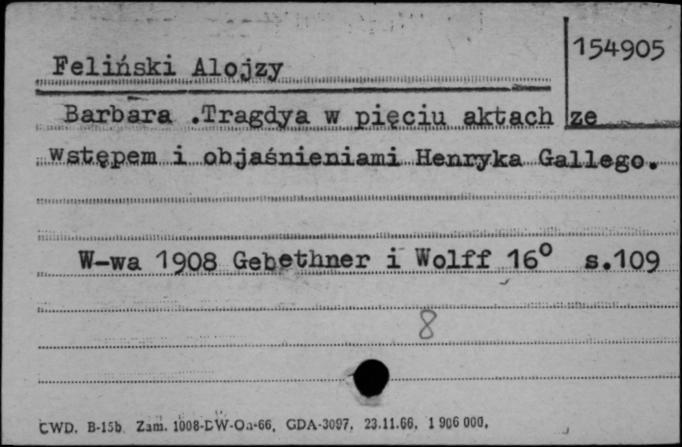 154905
Feliński Alojzy
Barbara .Tragdya w pięciu aktach ze
wstępem i objaśnieniami Henryka Gallego.
W-wa 1908 Gebethner i Wolff 16° s.109
8
CWD. B-15b Zam. 1008-DW-Oa-66, GDA-3097, 23.11.66, 1 906 000,